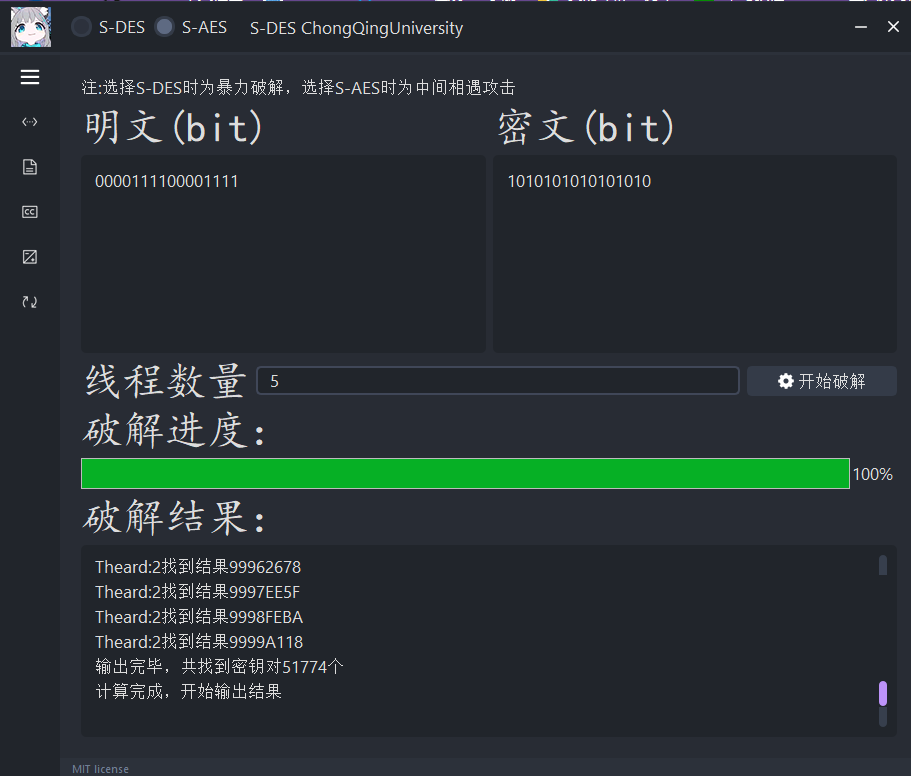 S-DES S-AES S-DES ChongQingUniversity
注:选择S-DES时为暴力破解，选择S-AES时为中间相遇攻击
明文(bit) 密文(bit)
0000111100001111 1010101010101010
线程数量 5 开始破解
破解进度：
100%
破解结果：
Theard:2找到结果99962678
Theard:2找到结果9997EE5F
Theard:2找到结果9998FEBA
Theard:2找到结果9999A118
输出完毕，共找到密钥对51774个
计算完成，开始输出结果
MIT license